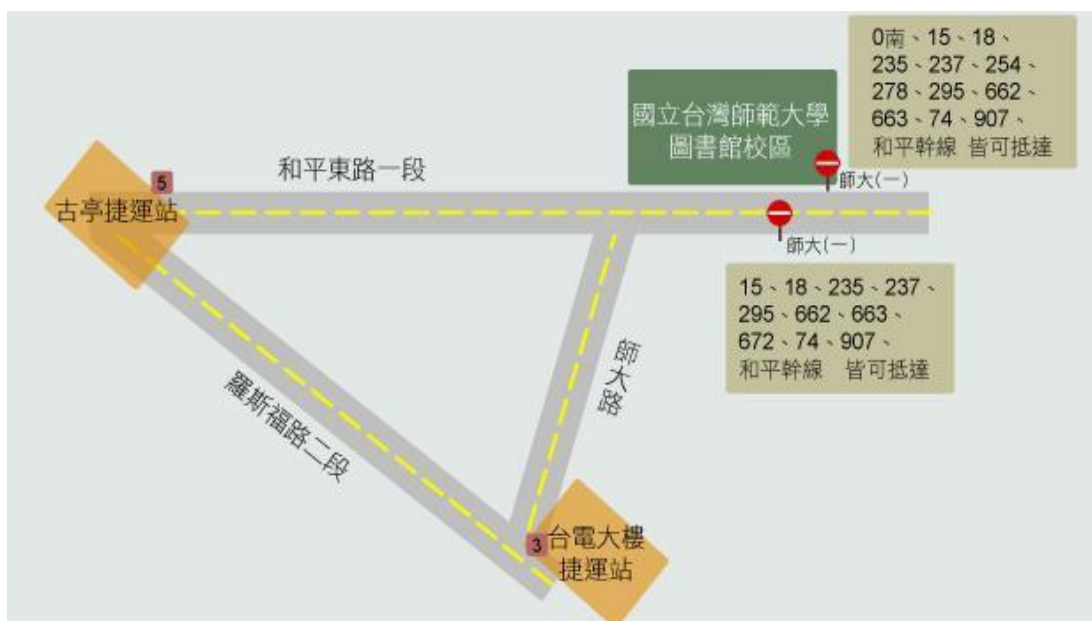 0南、15、18、
235、237、254、
278、295、662、
663、74、907、
和平幹線 皆可抵達
國立台灣師範大學
圖書館校區
師大(一)
和平東路一段
5
古亭捷運站
師大(一)
15、18、235、237、
295、662、663、
672、74、907、
和平幹線 皆可抵達
師大路
羅斯福路二段
3
台電大樓
捷運站